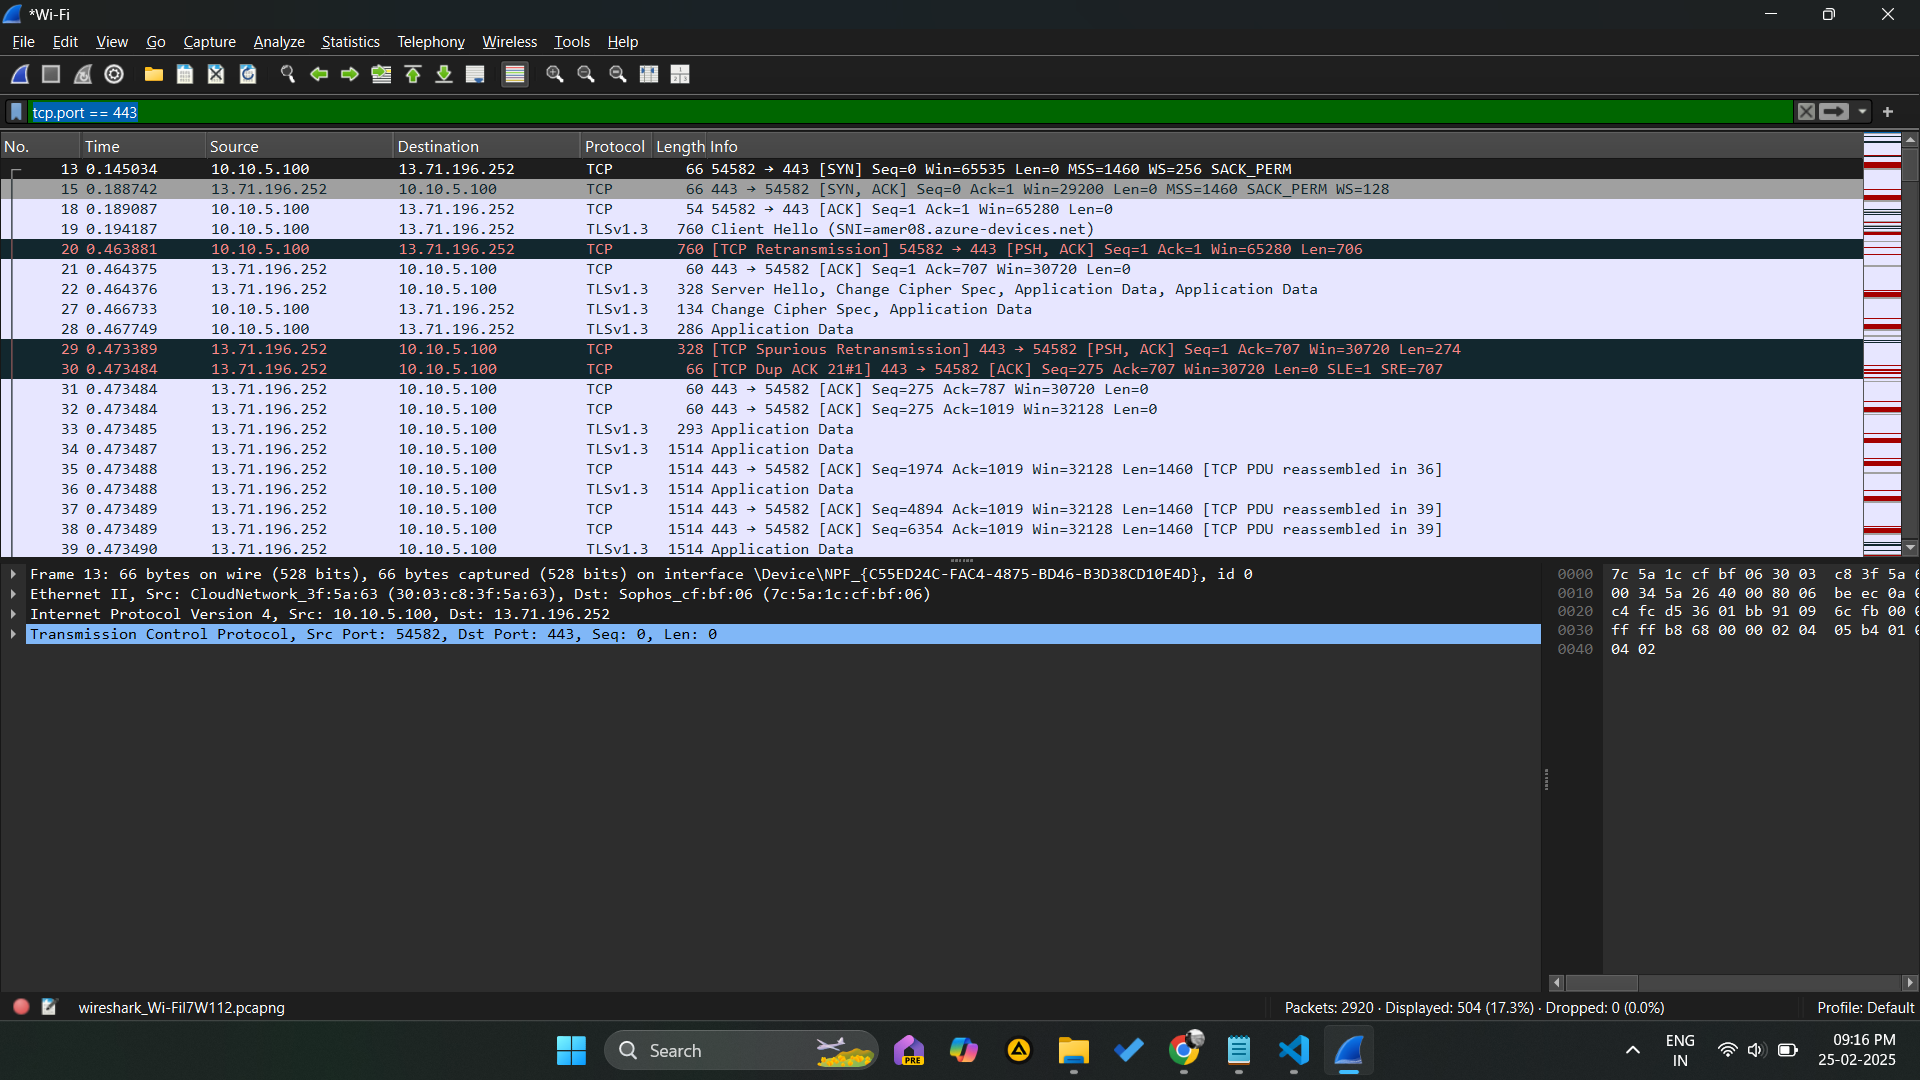 *Wi-Fi
File Edit View Go Capture Analyze Statistics Telephony Wireless Tools Help
tcp.port == 443
No. Time Source Destination Protocol Length Info
13 0.145034 10.10.5.100 13.71.196.252 TCP 66 54582 → 443 [SYN] Seq=0 Win=65535 Len=0 MSS=1460 WS=256 SACK_PERM
15 0.188742 13.71.196.252 10.10.5.100 TCP 66 443 → 54582 [SYN, ACK] Seq=0 Ack=1 Win=29200 Len=0 MSS=1460 SACK_PERM WS=128
18 0.189087 10.10.5.100 13.71.196.252 TCP 54 54582 → 443 [ACK] Seq=1 Ack=1 Win=65280 Len=0
19 0.194187 10.10.5.100 13.71.196.252 TLSv1.3 760 Client Hello (SNI=amer08.azure-devices.net)
20 0.463881 10.10.5.100 13.71.196.252 TCP 760 [TCP Retransmission] 54582 → 443 [PSH, ACK] Seq=1 Ack=1 Win=65280 Len=706
21 0.464375 13.71.196.252 10.10.5.100 TCP 60 443 → 54582 [ACK] Seq=1 Ack=707 Win=30720 Len=0
22 0.464376 13.71.196.252 10.10.5.100 TLSv1.3 328 Server Hello, Change Cipher Spec, Application Data, Application Data
27 0.466733 10.10.5.100 13.71.196.252 TLSv1.3 134 Change Cipher Spec, Application Data
28 0.467749 10.10.5.100 13.71.196.252 TLSv1.3 286 Application Data
29 0.473389 13.71.196.252 10.10.5.100 TCP 328 [TCP Spurious Retransmission] 443 → 54582 [PSH, ACK] Seq=1 Ack=707 Win=30720 Len=274
30 0.473484 13.71.196.252 10.10.5.100 TCP 66 [TCP Dup ACK 21#1] 443 → 54582 [ACK] Seq=275 Ack=707 Win=30720 Len=0 SLE=1 SRE=707
31 0.473484 13.71.196.252 10.10.5.100 TCP 60 443 → 54582 [ACK] Seq=275 Ack=787 Win=30720 Len=0
32 0.473484 13.71.196.252 10.10.5.100 TCP 60 443 → 54582 [ACK] Seq=275 Ack=1019 Win=32128 Len=0
33 0.473485 13.71.196.252 10.10.5.100 TLSv1.3 293 Application Data
34 0.473487 13.71.196.252 10.10.5.100 TLSv1.3 1514 Application Data
35 0.473488 13.71.196.252 10.10.5.100 TCP 1514 443 → 54582 [ACK] Seq=1974 Ack=1019 Win=32128 Len=1460 [TCP PDU reassembled in 36]
36 0.473488 13.71.196.252 10.10.5.100 TLSv1.3 1514 Application Data
37 0.473489 13.71.196.252 10.10.5.100 TCP 1514 443 → 54582 [ACK] Seq=4894 Ack=1019 Win=32128 Len=1460 [TCP PDU reassembled in 39]
38 0.473489 13.71.196.252 10.10.5.100 TCP 1514 443 → 54582 [ACK] Seq=6354 Ack=1019 Win=32128 Len=1460 [TCP PDU reassembled in 39]
39 0.473490 13.71.196.252 10.10.5.100 TLSv1.3 1514 Application Data
Frame 13: 66 bytes on wire (528 bits), 66 bytes captured (528 bits) on interface \Device\NPF_{C55ED24C-FAC4-4875-BD46-B3D38CD10E4D}, id 0
Ethernet II, Src: CloudNetwork_3f:5a:63 (30:03:c8:3f:5a:63), Dst: Sophos_cf:bf:06 (7c:5a:1c:cf:bf:06)
Internet Protocol Version 4, Src: 10.10.5.100, Dst: 13.71.196.252
Transmission Control Protocol, Src Port: 54582, Dst Port: 443, Seq: 0, Len: 0
0000 7c 5a 1c cf bf 06 30 03 c8 3f 5a
0010 00 34 5a 26 40 00 80 06 be ec 0a
0020 c4 fc d5 36 01 bb 91 09 6c fb 00
0030 ff ff b8 68 00 00 02 04 05 b4 01
0040 04 02
wireshark_Wi-FiI7W112.pcapng
Packets: 2920 · Displayed: 504 (17.3%) · Dropped: 0 (0.0%)
Profile: Default
Search
PRE
ENG
IN
09:16 PM
25-02-2025